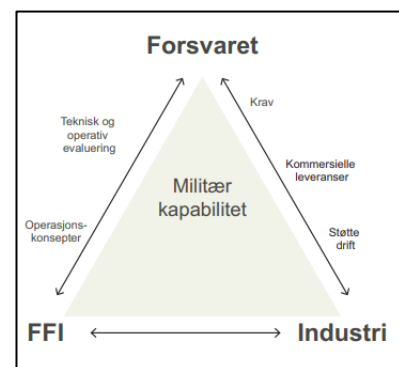 Forsvaret
Teknisk og
operativ
evaluering
Krav
Kommersielle
leveranser
Militær
kapabilitet
Operasjons-
konsepter
Støtte
drift
FFI
Industri